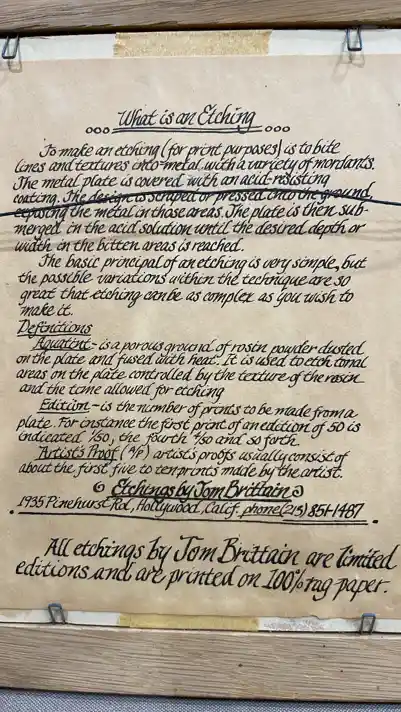 What is an Etching
To make an etching (for print purposes) is to bite
lines and textures into metal with a variety of mordants.
The metal plate is covered with an acid-resisting
coating. The design is scraped or pressed into the ground,
exposing the metal in those areas. The plate is then sub-
merged in the acid solution until the desired depth or
width in the bitten areas is reached.
The basic principal of an etching is very simple, but
the possible variations within the technique are so
great that etching can be as complex as you wish to
make it.
Definitions
Aquatint - is a porous ground of rosin powder dusted
on the plate and fused with heat. It is used to etch tonal
areas on the plate controlled by the texture of the rosin
and the time allowed for etching
Edition - is the number of prints to be made from a
plate. For instance the first print of an edition of 50 is
indicated 1/50, the fourth 4/50 and so forth.
Artist's Proof (A/P) artist's proofs usually consist of
about the first five to ten prints made by the artist.
Etchings by Tom Brittain
1935 Pinehurst Rd., Hollywood, Calif. phone (213) 851-1487
All etchings by Tom Brittain are limited
editions and are printed on 100% rag paper.